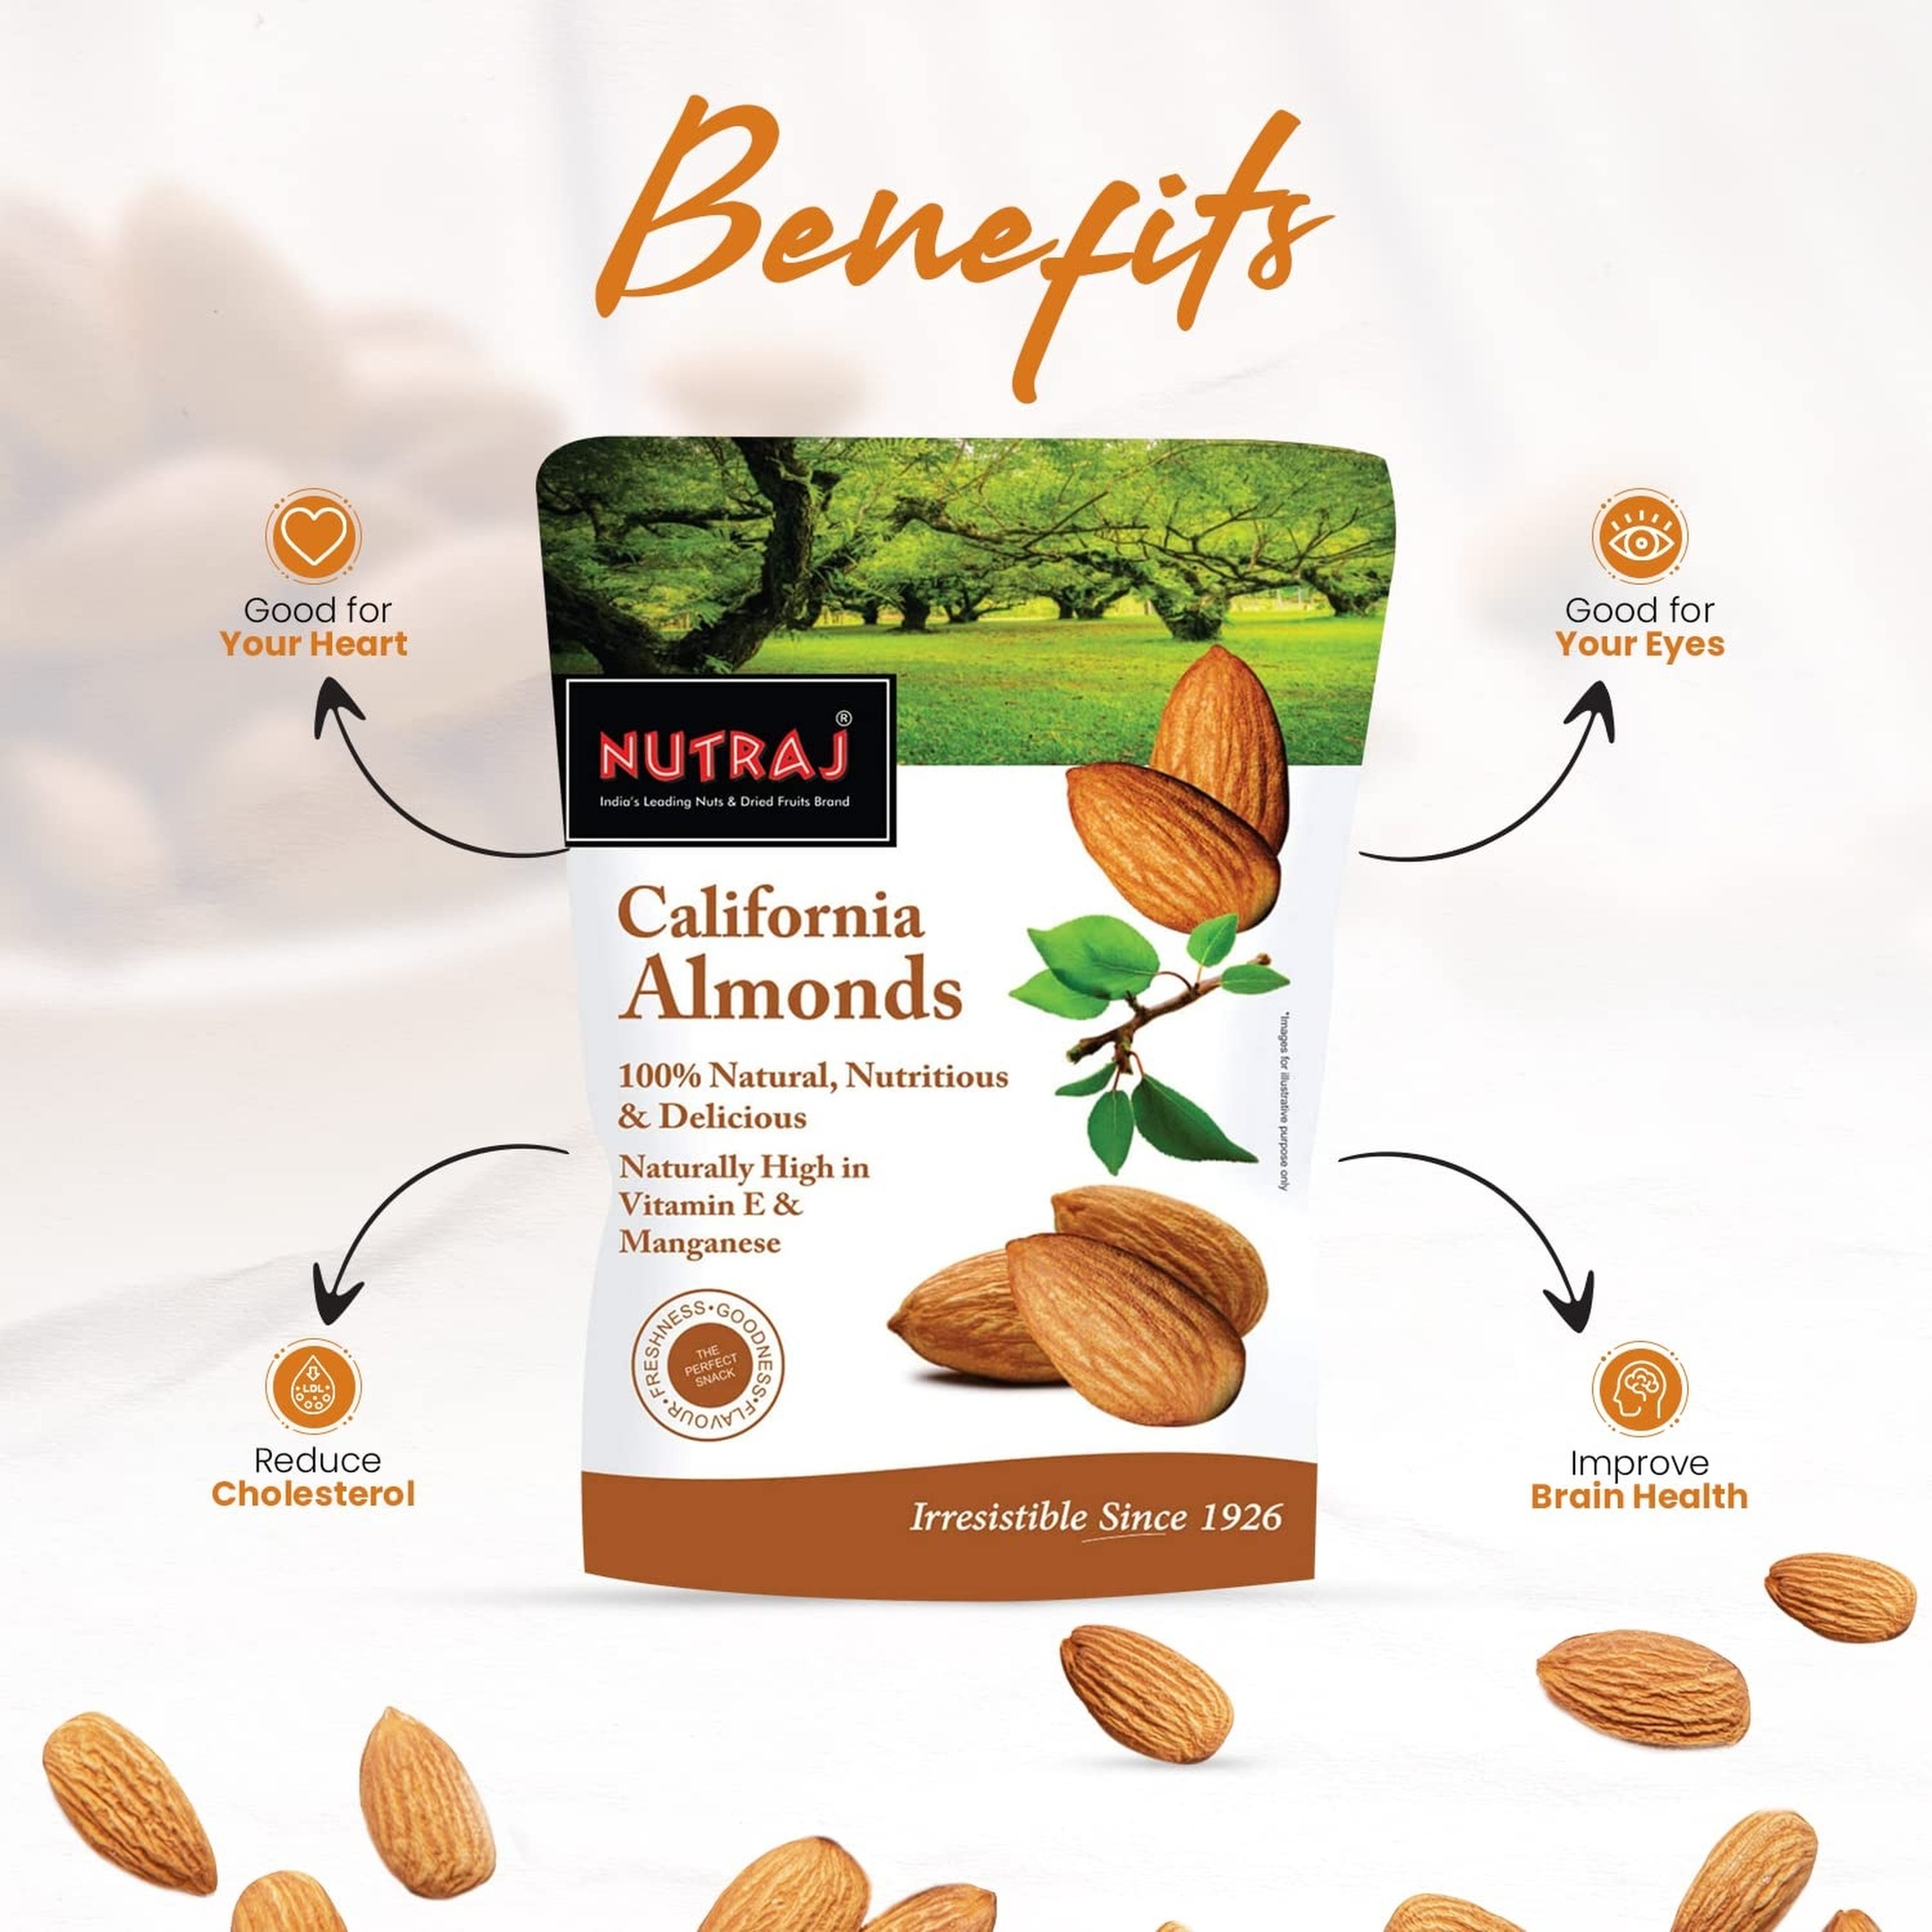 Benefits
Good for
Your Heart
Good for
Your Eyes
NUTRAJ®
India's Leading Nuts & Dried Fruits Brand
California
Almonds
100% Natural, Nutritious
& Delicious
Naturally High in
Vitamin E &
Manganese
*Images for illustrative purpose only
FRESHNESS • GOODNESS • FLAVOUR •
THE
PERFECT
SNACK
Irresistible Since 1926
LDL
Reduce
Cholesterol
Improve
Brain Health